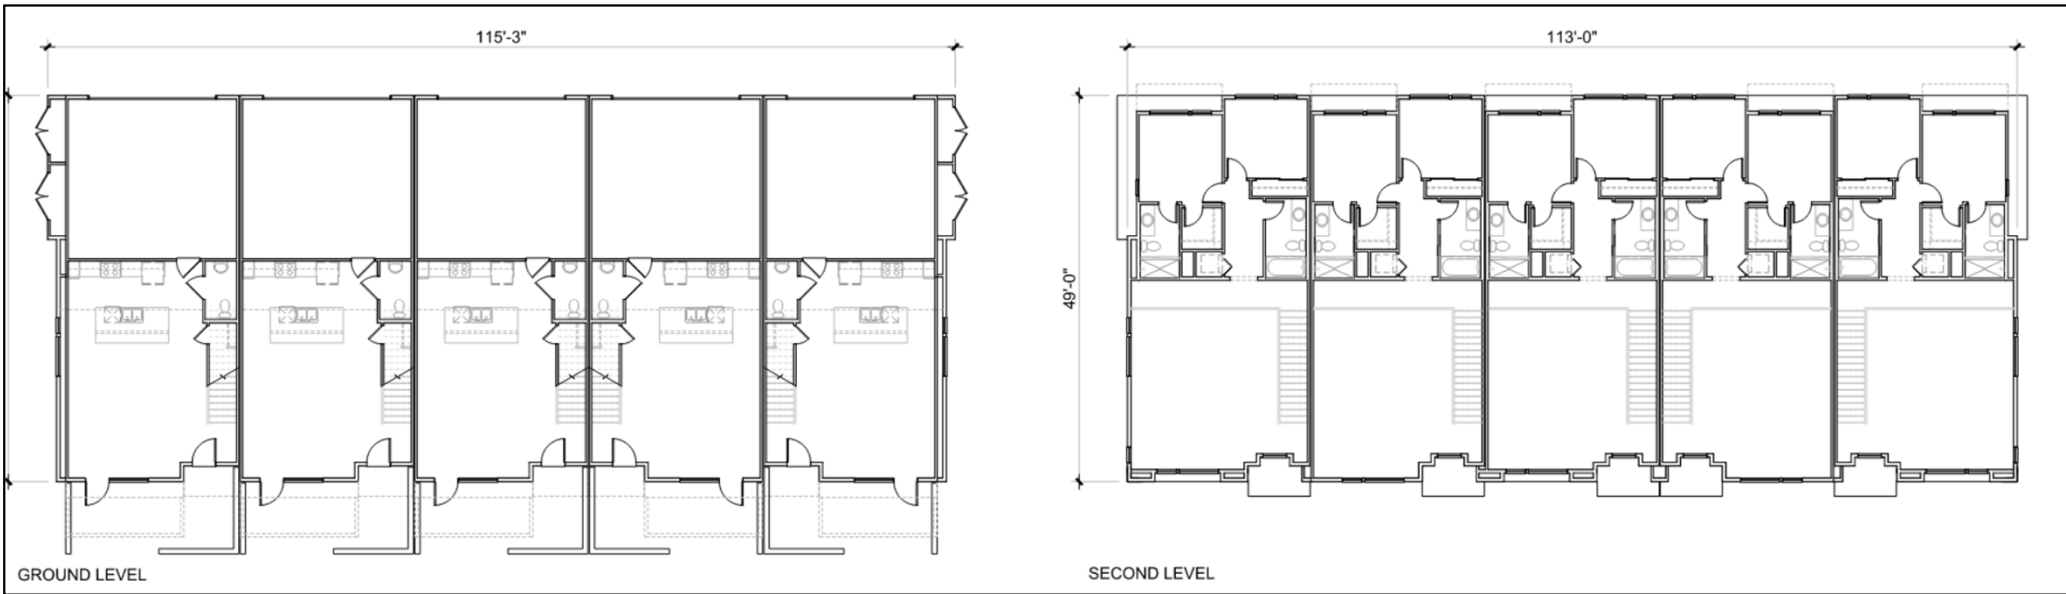 115'-3"
113'-0"
49'-0"
GROUND LEVEL
SECOND LEVEL